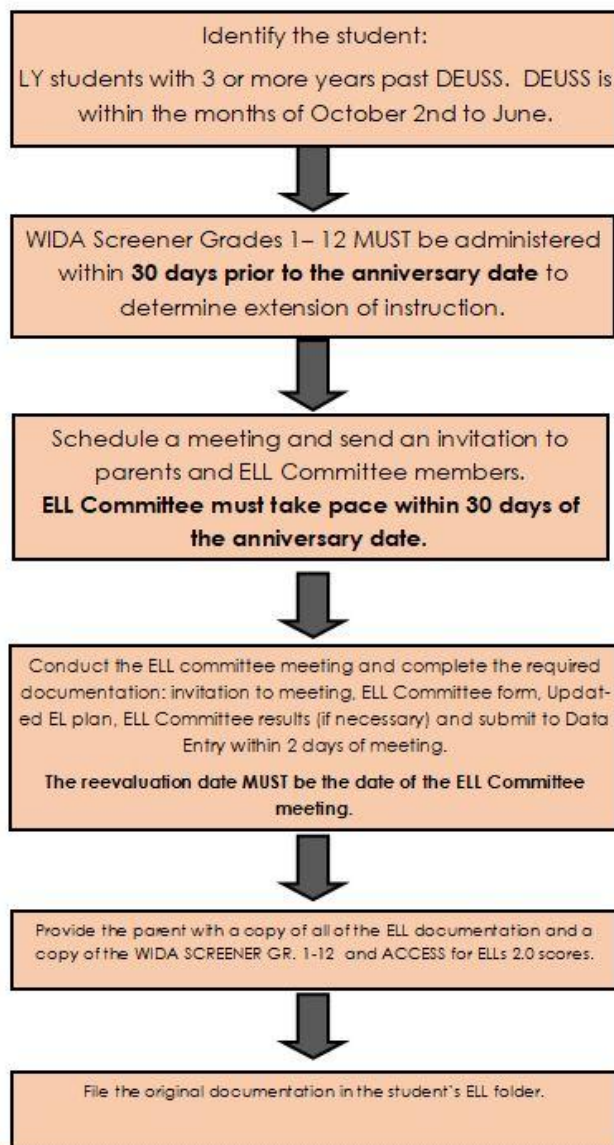 Identify the student:
LY students with 3 or more years past DEUSS. DEUSS is
within the months of October 2nd to June.
WIDA Screener Grades 1– 12 MUST be administered
within 30 days prior to the anniversary date to
determine extension of instruction.
Schedule a meeting and send an invitation to
parents and ELL Committee members.
ELL Committee must take pace within 30 days of
the anniversary date.
Conduct the ELL committee meeting and complete the required
documentation: invitation to meeting, ELL Committee form, Updat-
ed EL plan, ELL Committee results (if necessary) and submit to Data
Entry within 2 days of meeting.
The reevaluation date MUST be the date of the ELL Committee
meeting.
Provide the parent with a copy of all of the ELL documentation and a
copy of the WIDA SCREENER GR. 1-12 and ACCESS for ELLs 2.0 scores.
File the original documentation in the student's ELL folder.